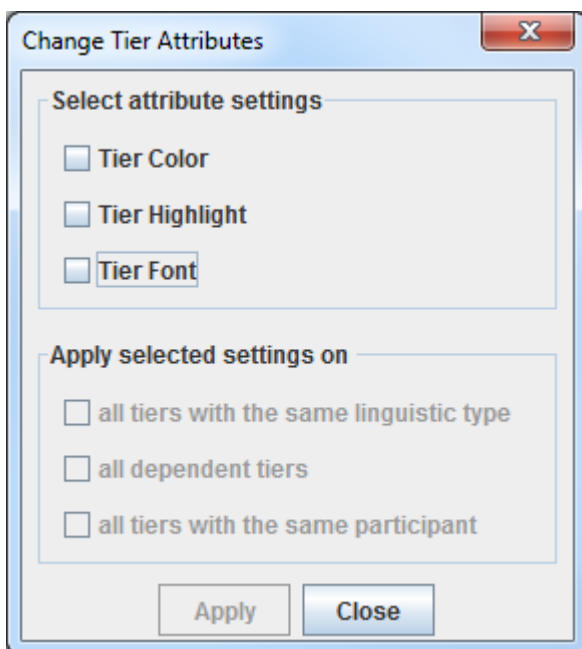 Change Tier Attributes
Select attribute settings
Tier Color
Tier Highlight
Tier Font
Apply selected settings on
all tiers with the same linguistic type
all dependent tiers
all tiers with the same participant
Apply Close